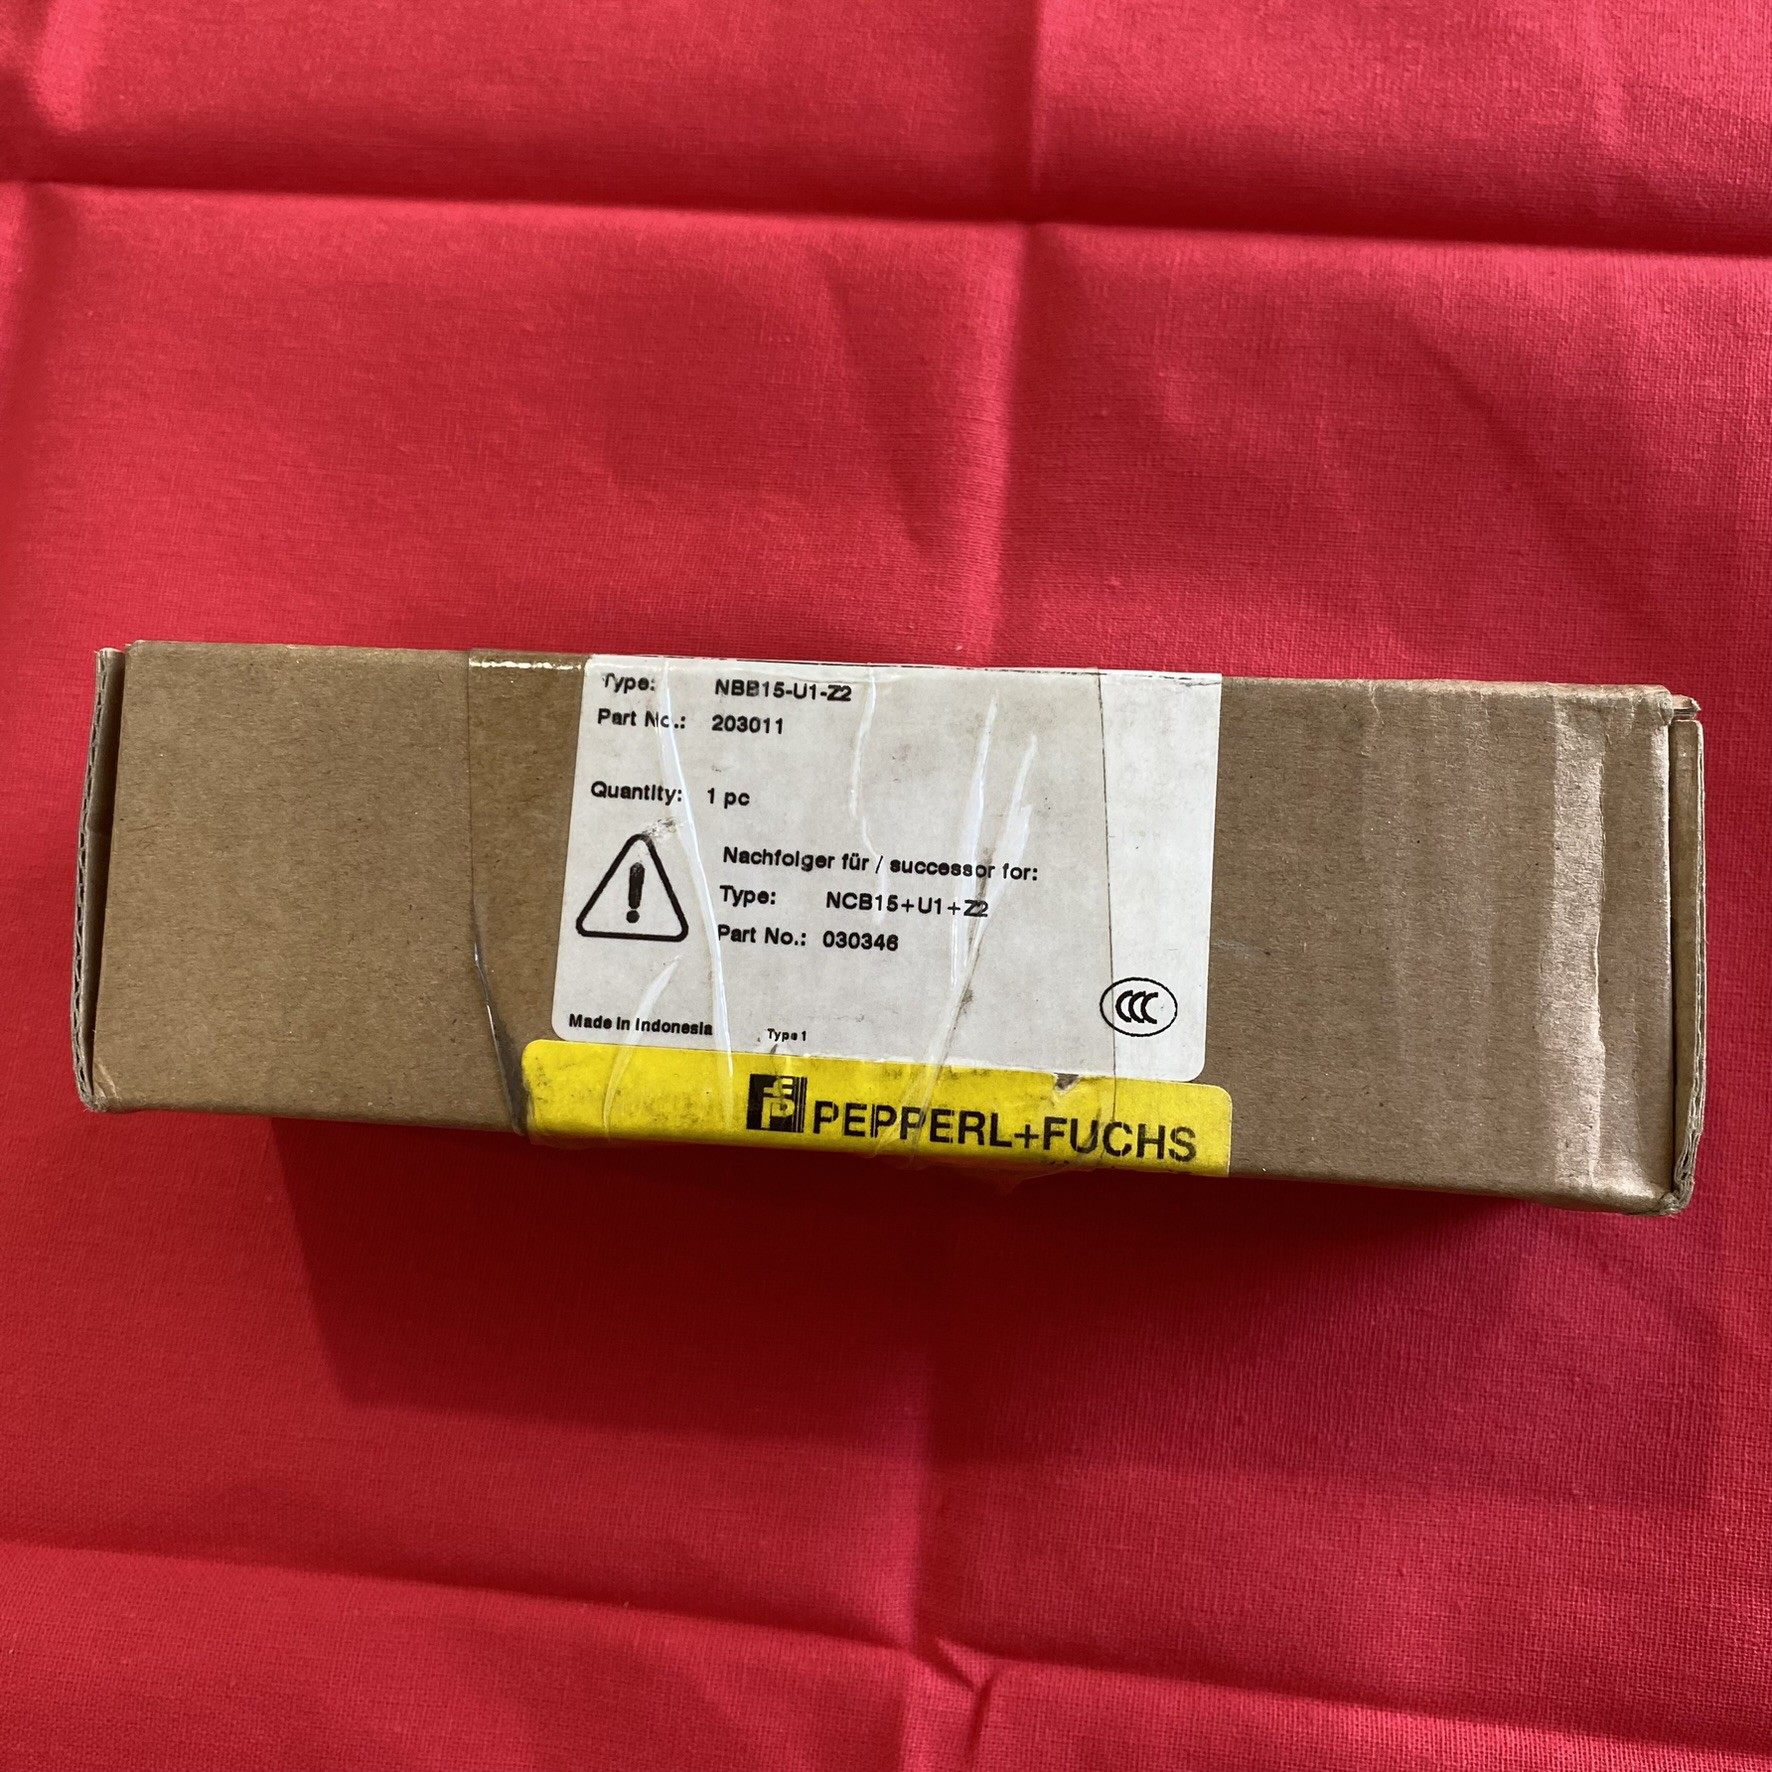 Type: NBB15-U1-Z2
Part No.: 203011
Quantity: 1 pc
Nachfolger für / successor for:
Type: NCB15+U1+Z2
Part No.: 030346
Made in Indonesia
Type 1
CCC
PEPPERL+FUCHS